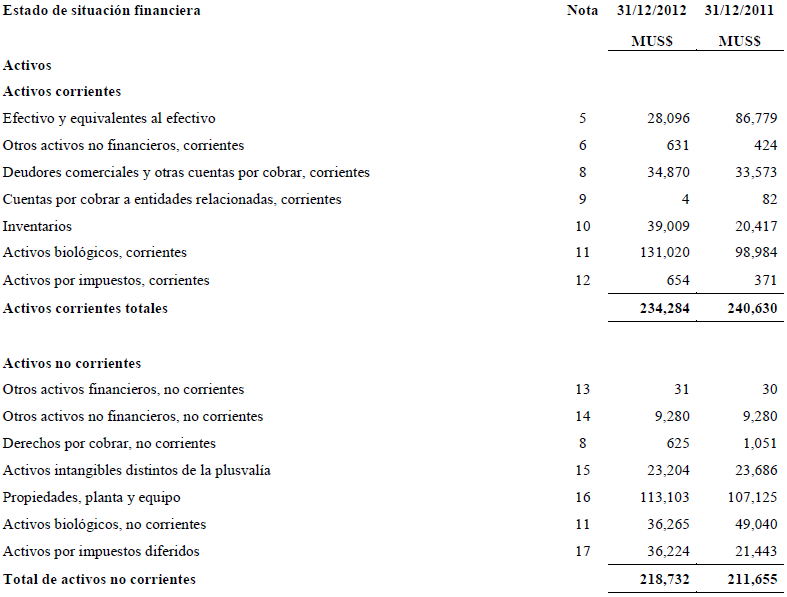 Estado de situación financiera Nota 31/12/2012 31/12/2011
MUS$ MUS$
Activos
Activos corrientes
Efectivo y equivalentes al efectivo 5 28,096 86,779
Otros activos no financieros, corrientes 6 631 424
Deudores comerciales y otras cuentas por cobrar, corrientes 8 34,870 33,573
Cuentas por cobrar a entidades relacionadas, corrientes 9 4 82
Inventarios 10 39,009 20,417
Activos biológicos, corrientes 11 131,020 98,984
Activos por impuestos, corrientes 12 654 371
Activos corrientes totales 234,284 240,630
Activos no corrientes
Otros activos financieros, no corrientes 13 31 30
Otros activos no financieros, no corrientes 14 9,280 9,280
Derechos por cobrar, no corrientes 8 625 1,051
Activos intangibles distintos de la plusvalía 15 23,204 23,686
Propiedades, planta y equipo 16 113,103 107,125
Activos biológicos, no corrientes 11 36,265 49,040
Activos por impuestos diferidos 17 36,224 21,443
Total de activos no corrientes 218,732 211,655